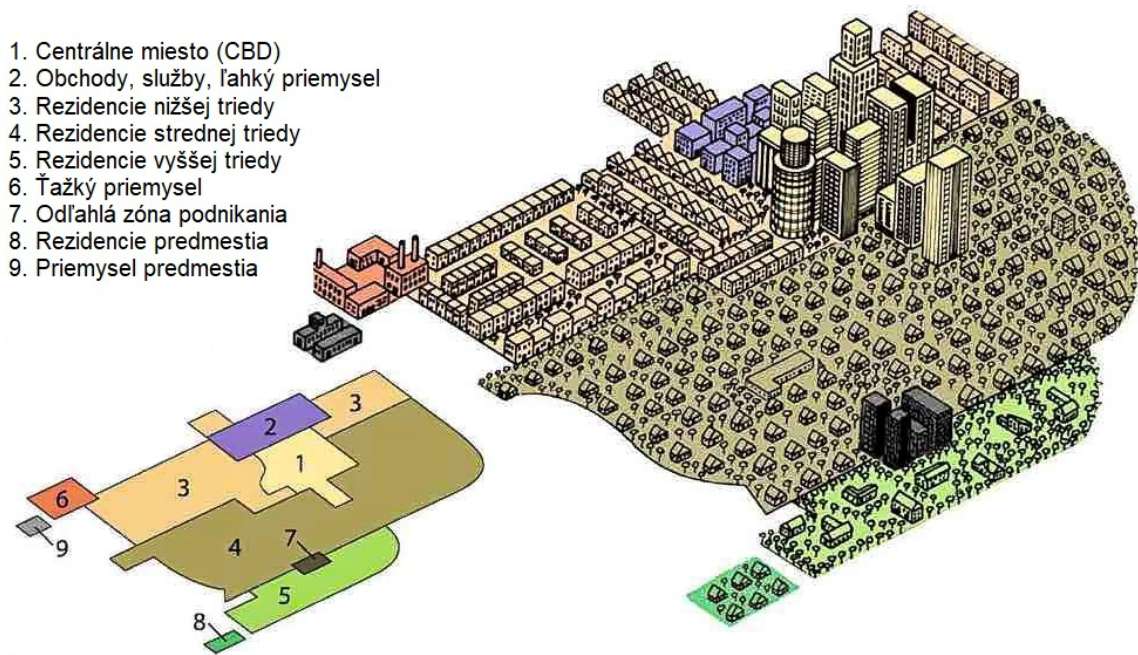 1. Centrálne miesto (CBD)
2. Obchody, služby, ľahký priemysel
3. Rezidencie nižšej triedy
4. Rezidencie strednej triedy
5. Rezidencie vyššej triedy
6. Ťažký priemysel
7. Odľahlá zóna podnikania
8. Rezidencie predmestia
9. Priemysel predmestia
3
2
1
3
6
9
7
4
5
8